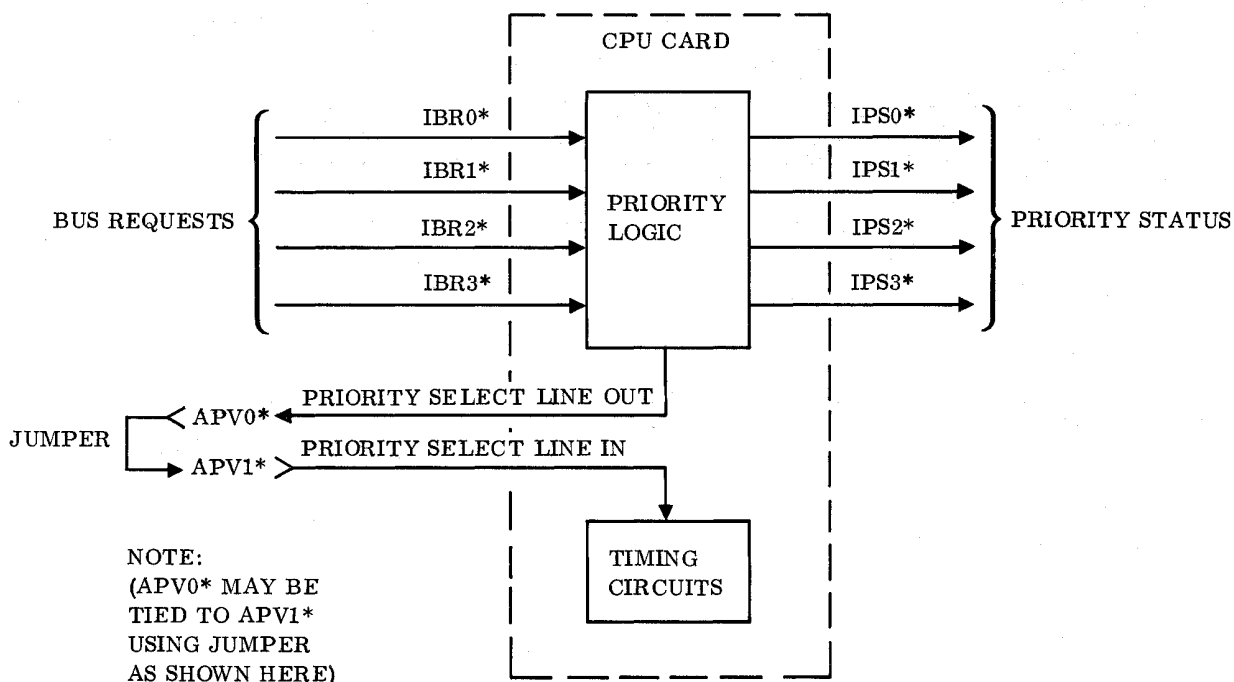 CPU CARD
IBR0*
IBR1*
IBR2*
IBR3*
BUS REQUESTS
PRIORITY
LOGIC
IPS0*
IPS1*
IPS2*
IPS3*
PRIORITY STATUS
PRIORITY SELECT LINE OUT
APV0*
JUMPER
APV1*
PRIORITY SELECT LINE IN
TIMING
CIRCUITS
NOTE:
(APV0* MAY BE
TIED TO APV1*
USING JUMPER
AS SHOWN HERE)